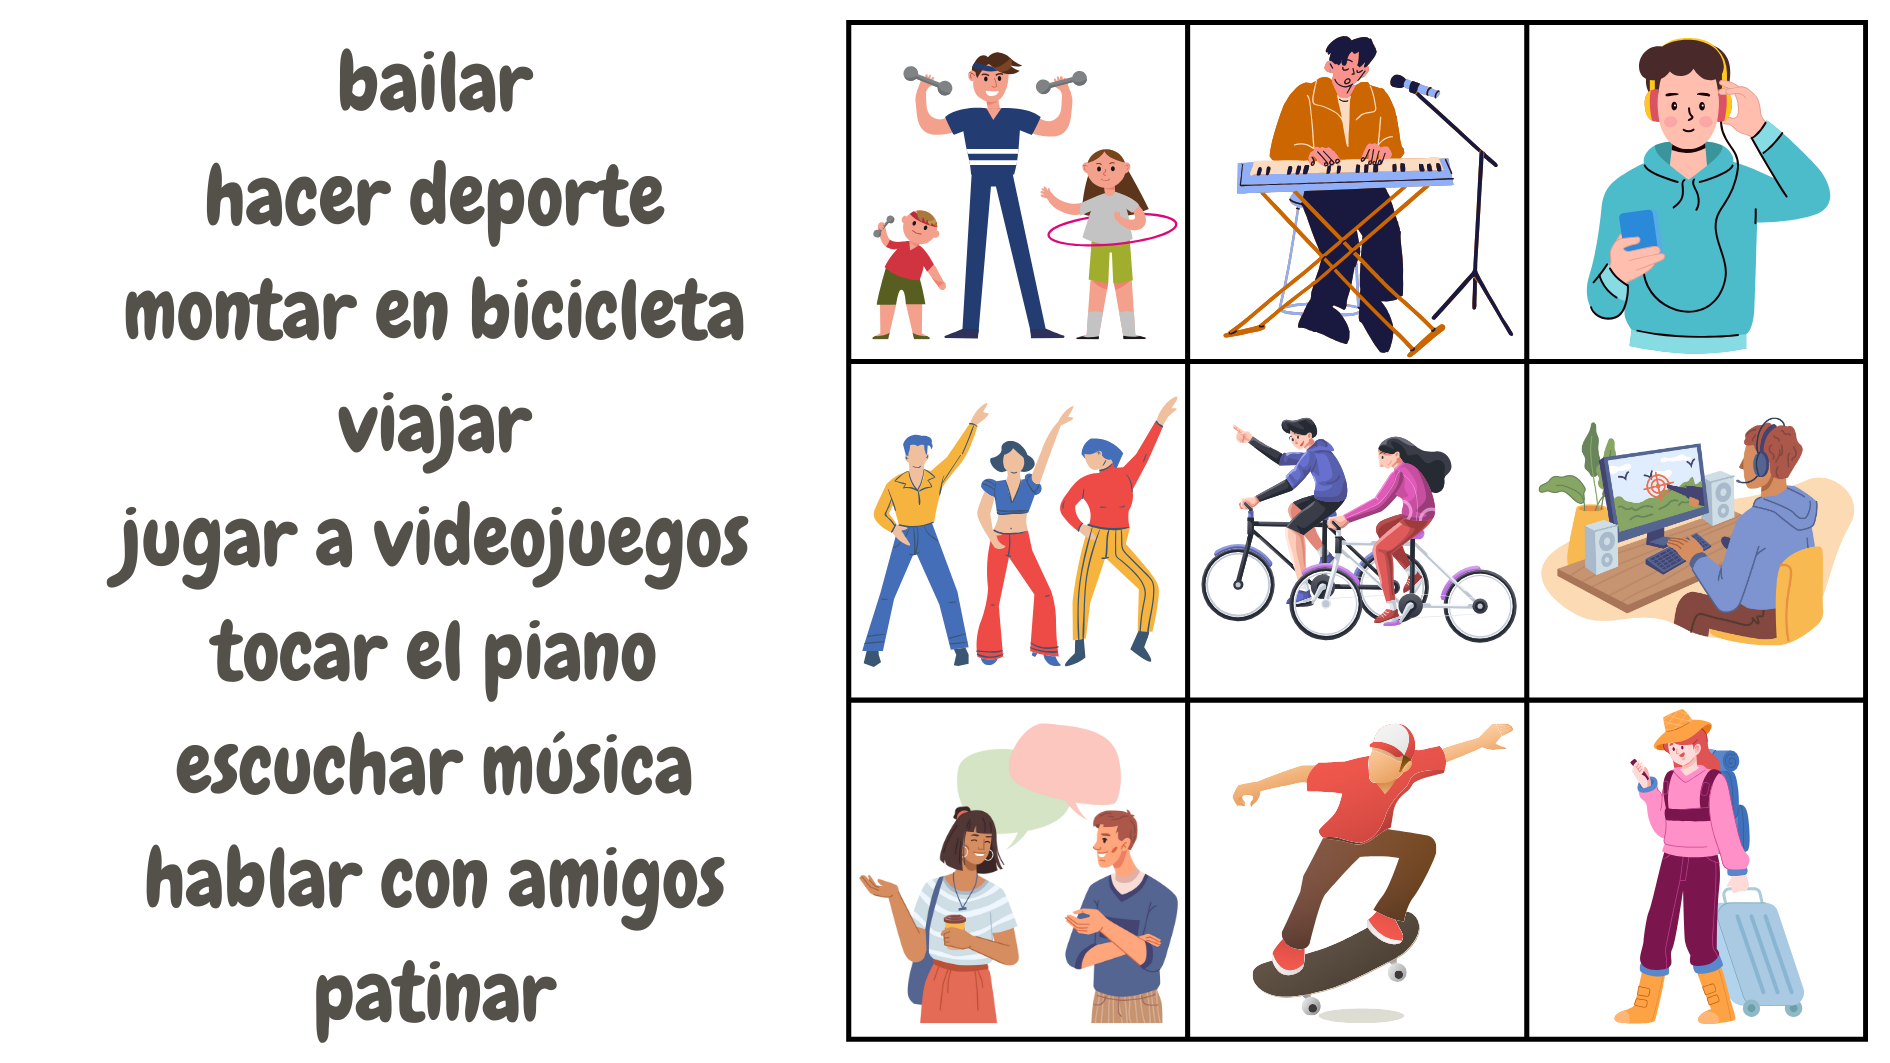 bailar
hacer deporte
montar en bicicleta
viajar
jugar a videojuegos
tocar el piano
escuchar música
hablar con amigos
patinar